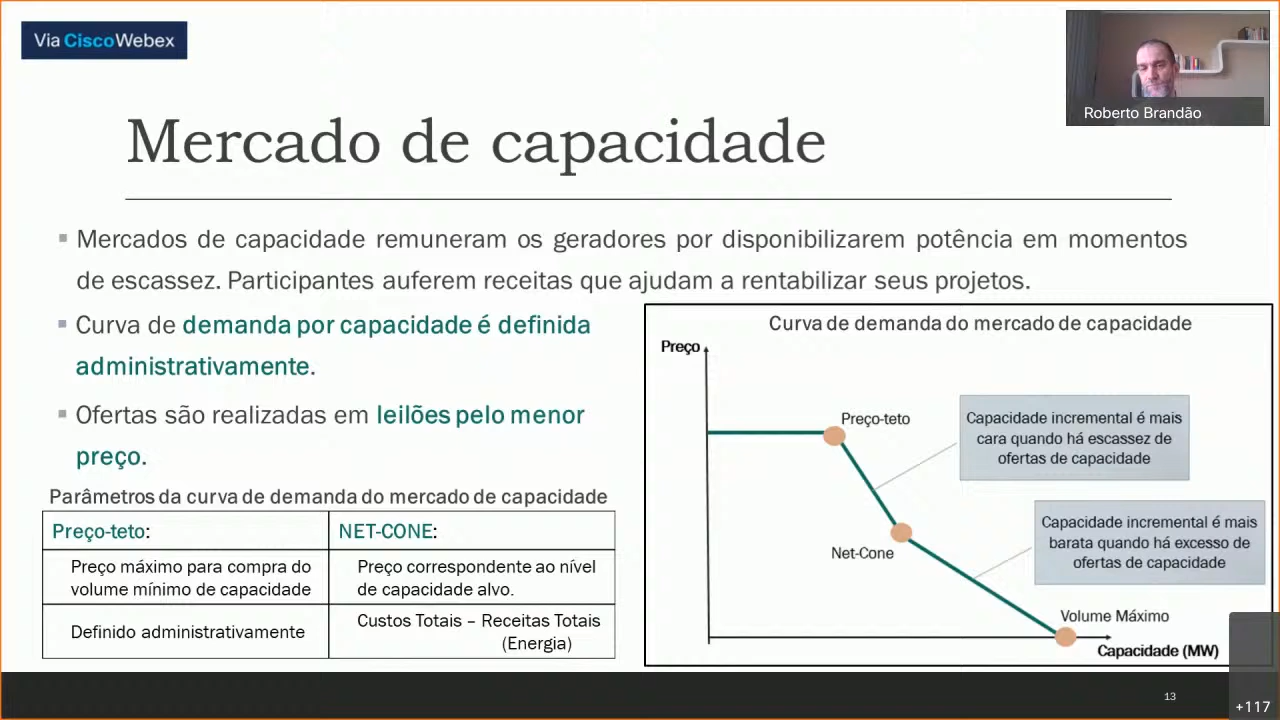 Via CiscoWebex
Roberto Brandão
Mercado de capacidade
Mercados de capacidade remuneram os geradores por disponibilizarem potência em momentos
de escassez. Participantes auferem receitas que ajudam a rentabilizar seus projetos.
Curva de demanda por capacidade é definida
administrativamente.
Ofertas são realizadas em leilões pelo menor
preço.
Parâmetros da curva de demanda do mercado de capacidade
Preço-teto:
NET-CONE:
Preço máximo para compra do
volume mínimo de capacidade
Preço correspondente ao nível
de capacidade alvo.
Definido administrativamente
Custos Totais – Receitas Totais
(Energia)
Curva de demanda do mercado de capacidade
Preço
Preço-teto
Capacidade incremental é mais
cara quando há escassez de
ofertas de capacidade
Capacidade incremental é mais
barata quando há excesso de
ofertas de capacidade
Net-Cone
Volume Máximo
Capacidade (MW)
13
+117